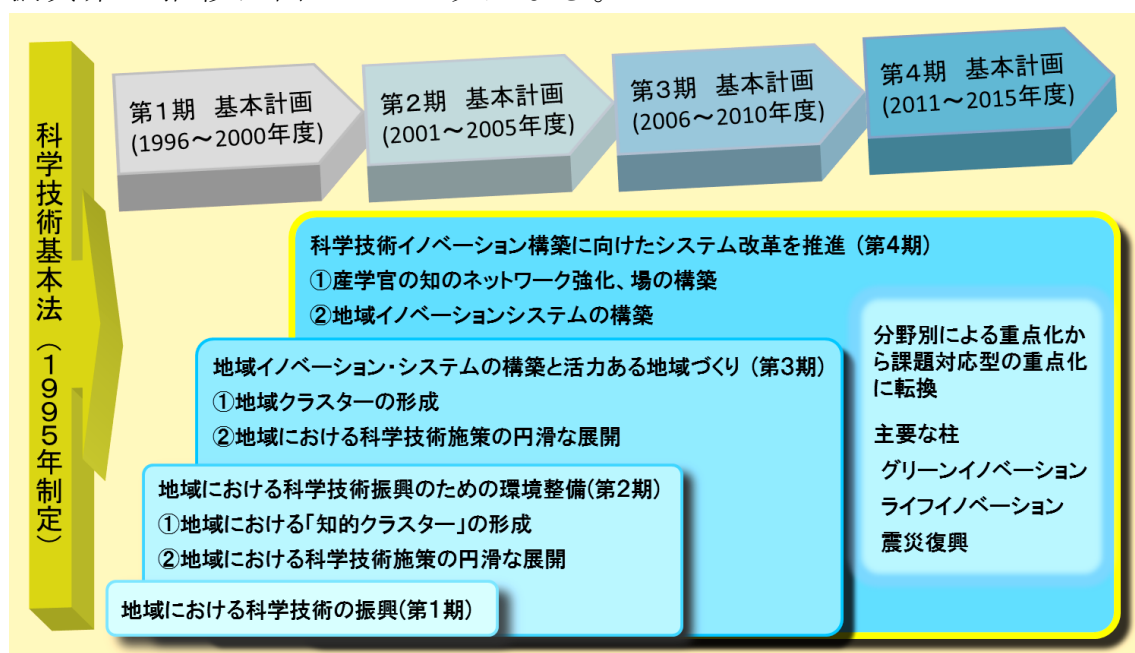 科学技術基本法（1995年制定）
第1期 基本計画
(1996～2000年度)
第2期 基本計画
(2001～2005年度)
第3期 基本計画
(2006～2010年度)
第4期 基本計画
(2011～2015年度)
科学技術イノベーション構築に向けたシステム改革を推進 (第4期)
①産学官の知のネットワーク強化、場の構築
②地域イノベーションシステムの構築
分野別による重点化か
ら課題対応型の重点化
に転換
主要な柱
グリーンイノベーション
ライフイノベーション
震災復興
地域イノベーション・システムの構築と活力ある地域づくり (第3期)
①地域クラスターの形成
②地域における科学技術施策の円滑な展開
地域における科学技術振興のための環境整備(第2期)
①地域における「知的クラスター」の形成
②地域における科学技術施策の円滑な展開
地域における科学技術の振興(第1期)